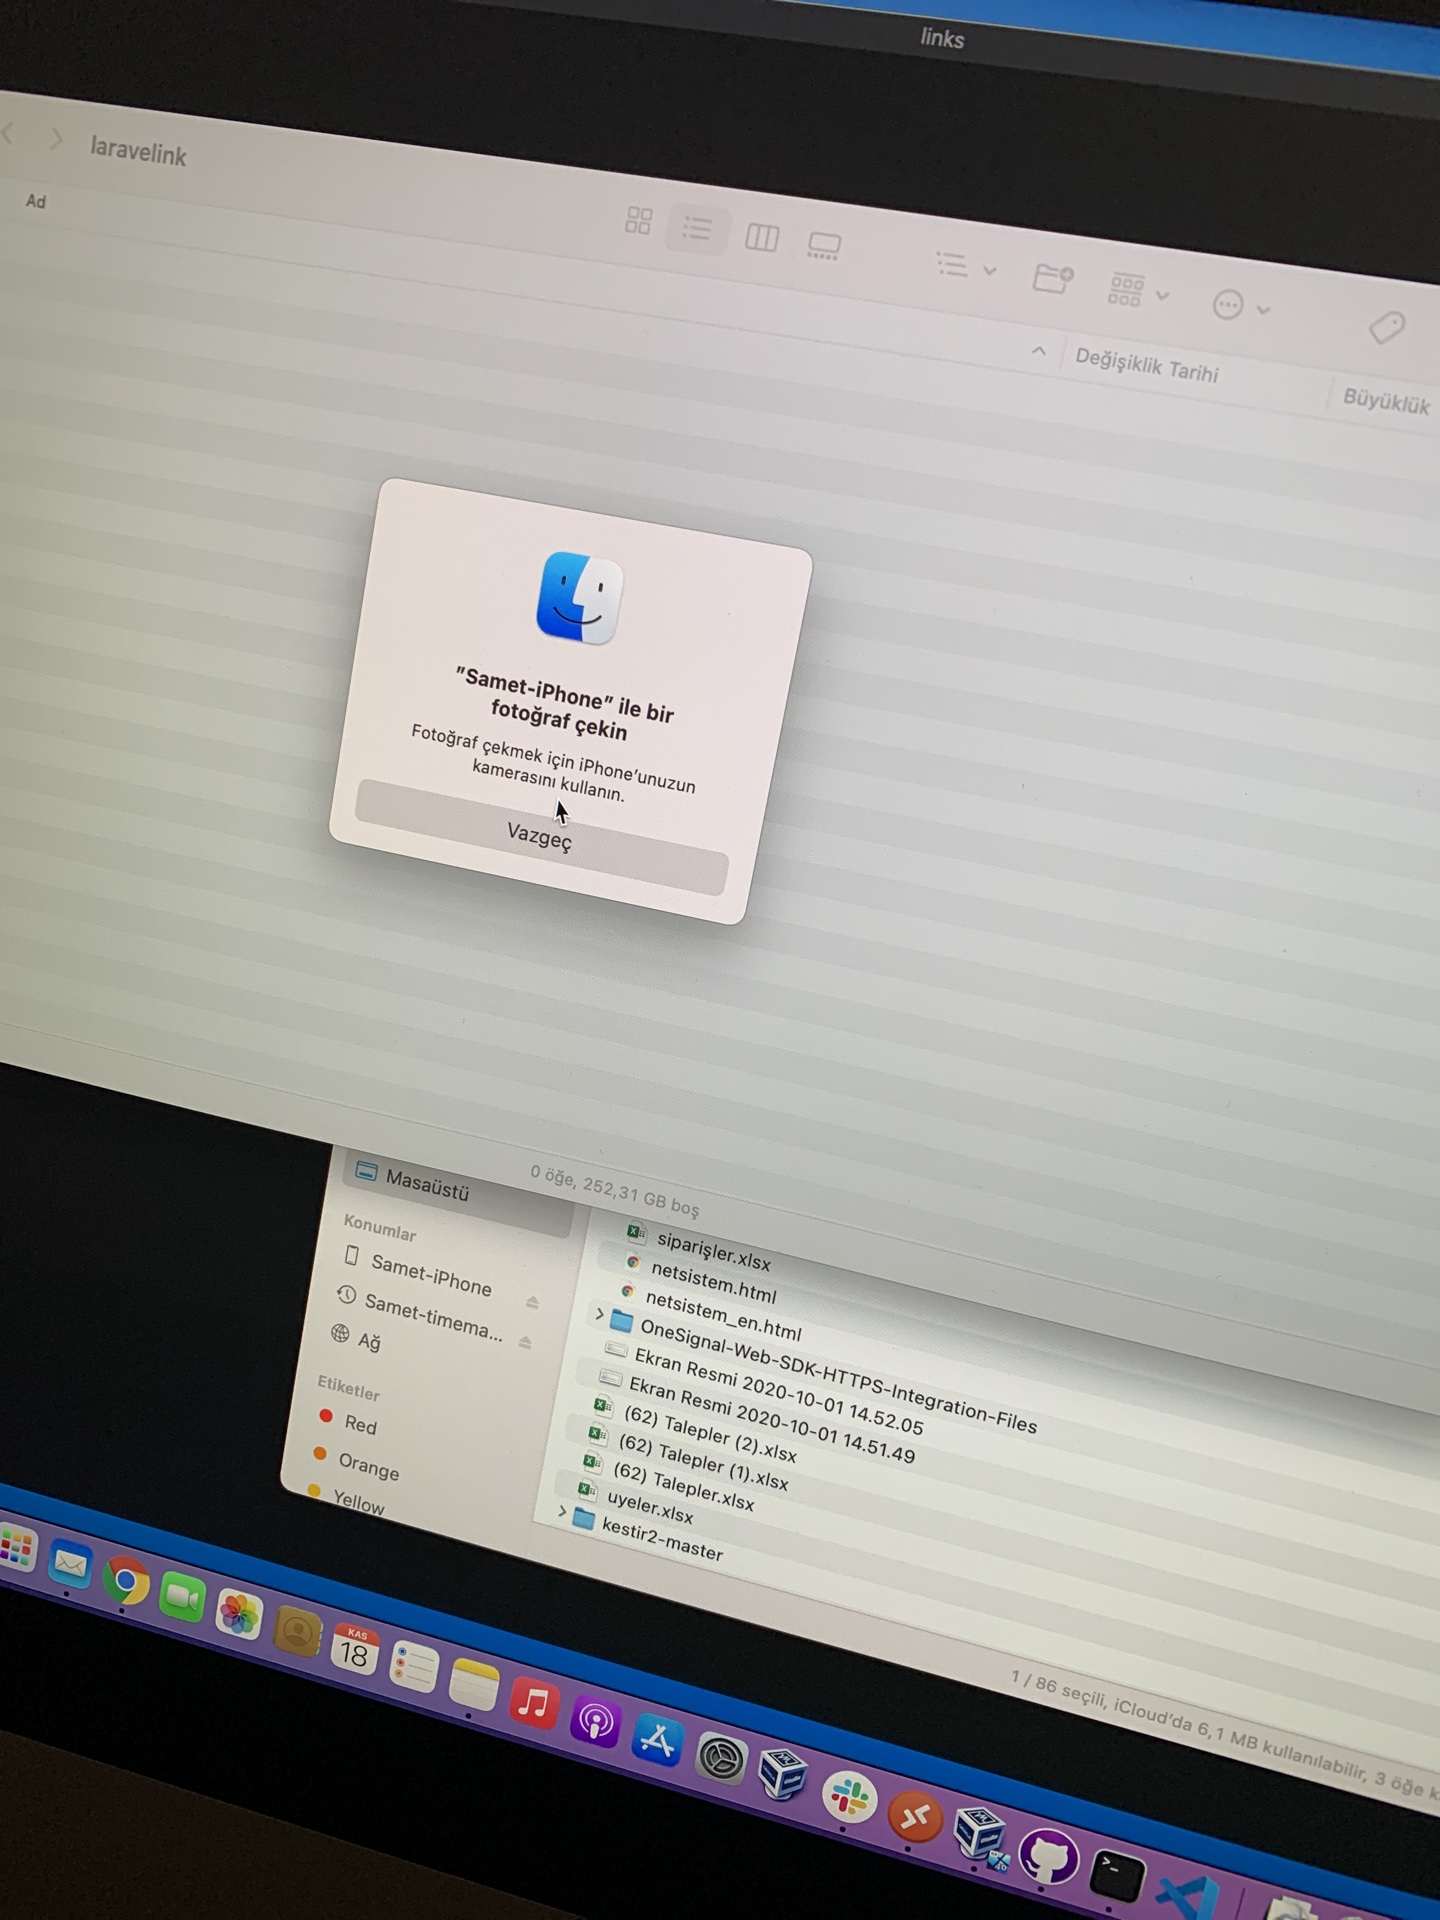 links
laravelink
Ad
Değişiklik Tarihi
Büyüklük
"Samet-iPhone" ile bir
fotoğraf çekin
Fotoğraf çekmek için iPhone'unuzun
kamerasını kullanın.
Vazgeç
0 öğe, 252,31 GB boş
Masaüstü
Konumlar
Samet-iPhone
Samet-timema...
Ağ
Etiketler
Red
Orange
Yellow
siparişler.xlsx
netsistem.html
netsistem_en.html
OneSignal-Web-SDK-HTTPS-Integration-Files
Ekran Resmi 2020-10-01 14.52.05
Ekran Resmi 2020-10-01 14.51.49
(62) Talepler (2).xlsx
(62) Talepler (1).xlsx
(62) Talepler.xlsx
uyeler.xlsx
kestir2-master
1 / 86 seçili, iCloud'da 6,1 MB kullanılabilir, 3 öğe
KAS
18